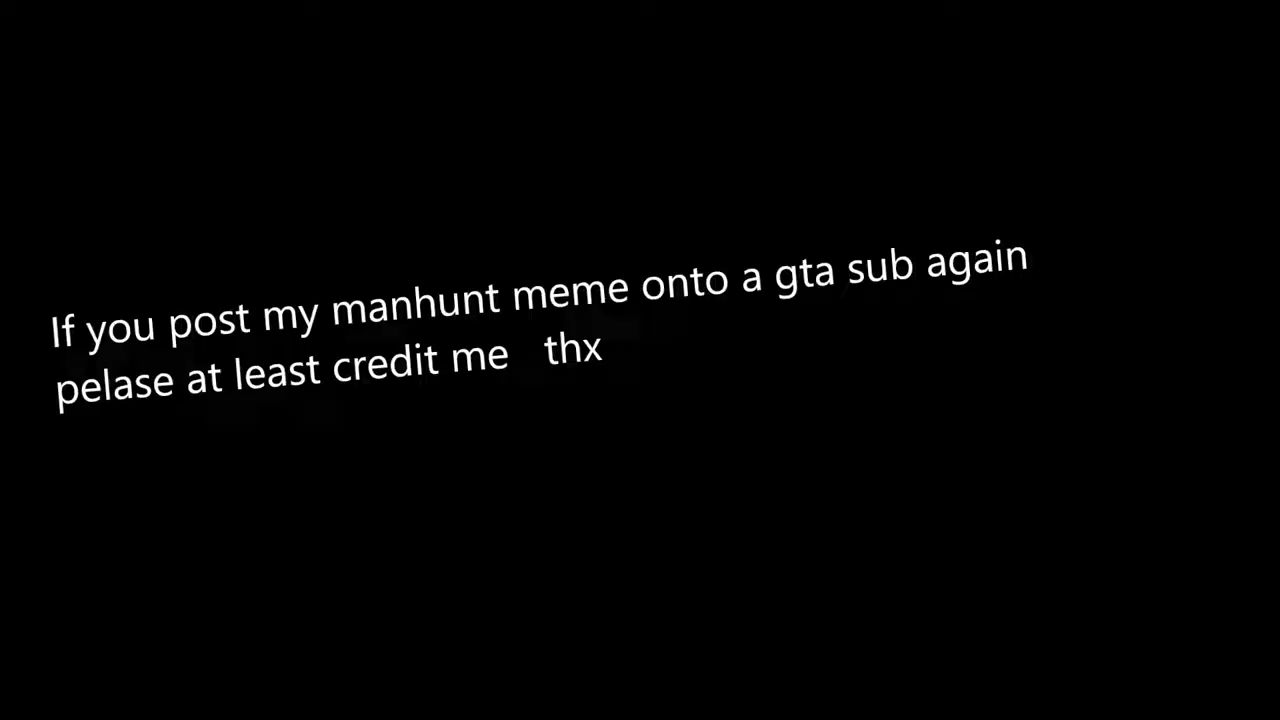 If you post my manhunt meme onto a gta sub again
pelase at least credit me thx